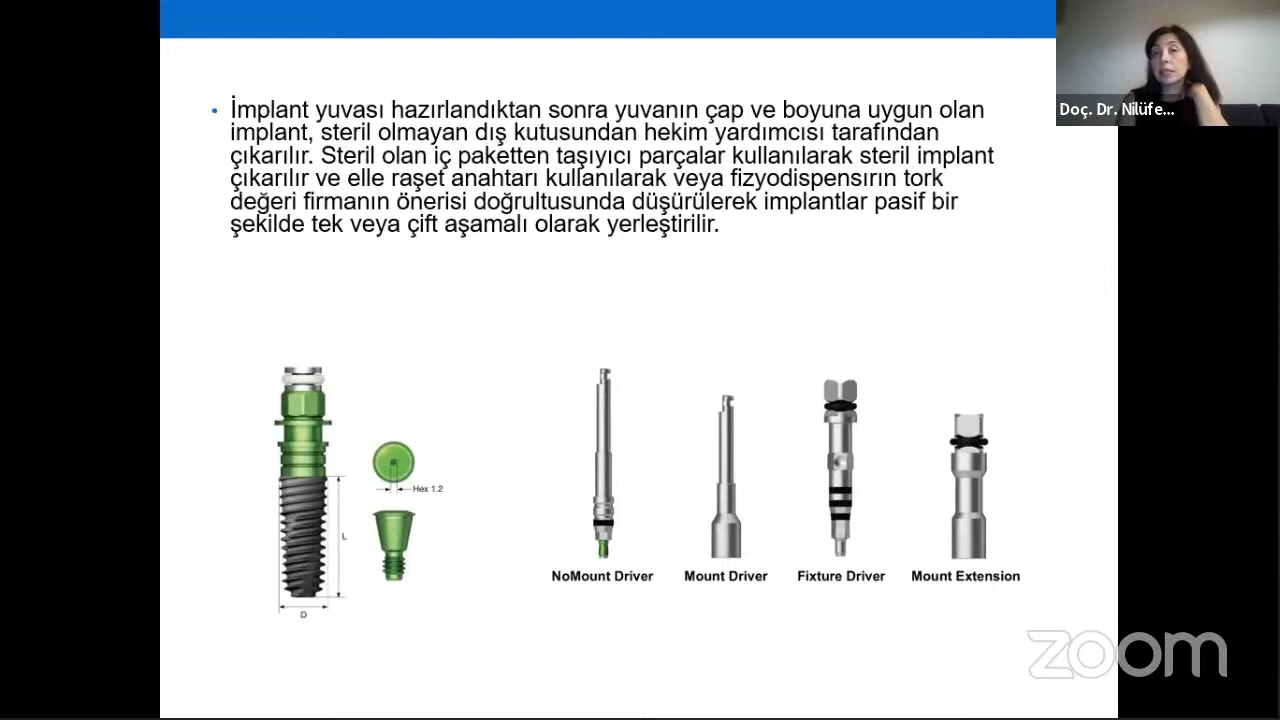 Doç. Dr. Nilüfe...
İmplant yuvası hazırlandıktan sonra yuvanın çap ve boyuna uygun olan
implant, steril olmayan dış kutusundan hekim yardımcısı tarafından
çıkarılır. Steril olan iç paketten taşıyıcı parçalar kullanılarak steril implant
çıkarılır ve elle raşet anahtarı kullanılarak veya fizyodispensırın tork
değeri firmanın önerisi doğrultusunda düşürülerek implantlar pasif bir
şekilde tek veya çift aşamalı olarak yerleştirilir.
Hex 1.2
L
D
NoMount Driver
Mount Driver
Fixture Driver
Mount Extension
zoom